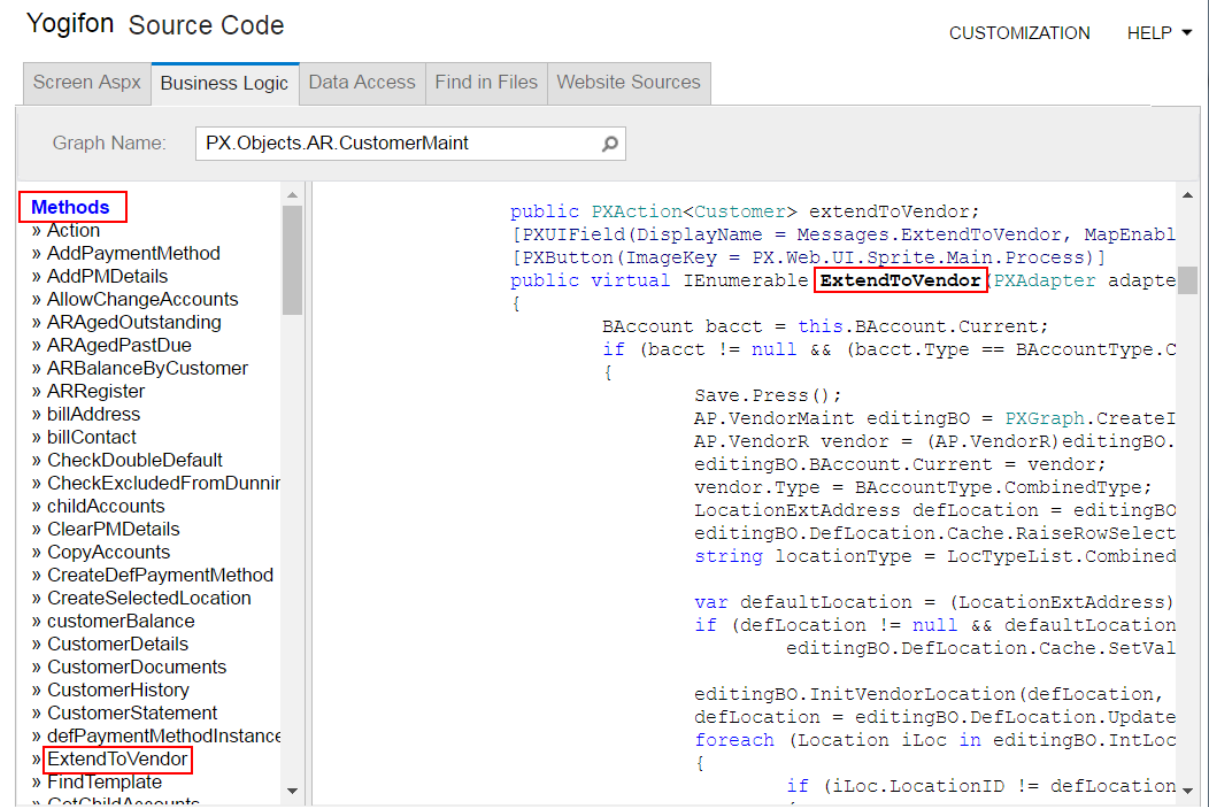 Yogifon Source Code
CUSTOMIZATION HELP
Screen Aspx Business Logic Data Access Find in Files Website Sources
Graph Name: PX.Objects.AR.CustomerMaint
Methods
» Action
» AddPaymentMethod
» AddPMDetails
» AllowChangeAccounts
» ARAgedOutstanding
» ARAgedPastDue
» ARBalanceByCustomer
» ARRegister
» billAddress
» billContact
» CheckDoubleDefault
» CheckExcludedFromDunnir
» childAccounts
» ClearPMDetails
» CopyAccounts
» CreateDefPaymentMethod
» CreateSelectedLocation
» customerBalance
» CustomerDetails
» CustomerDocuments
» CustomerHistory
» CustomerStatement
» defPaymentMethodInstance
» ExtendToVendor
» FindTemplate
» GetChildAccounts
public PXAction<Customer> extendToVendor;
[PXUIField(DisplayName = Messages.ExtendToVendor, MapEnabl
[PXButton(ImageKey = PX.Web.UI.Sprite.Main.Process)]
public virtual IEnumerable ExtendToVendor(PXAdapter adapte
{
BAccount bacct = this.BAccount.Current;
if (bacct != null && (bacct.Type == BAccountType.C
{
Save.Press();
AP.VendorMaint editingBO = PXGraph.CreateI
AP.VendorR vendor = (AP.VendorR)editingBO.
editingBO.BAccount.Current = vendor;
vendor.Type = BAccountType.CombinedType;
LocationExtAddress defLocation = editingBO
editingBO.DefLocation.Cache.RaiseRowSelect
string locationType = LocTypeList.Combined
var defaultLocation = (LocationExtAddress)
if (defLocation != null && defaultLocation
editingBO.DefLocation.Cache.SetVal
editingBO.InitVendorLocation(defLocation,
defLocation = editingBO.DefLocation.Update
foreach (Location iLoc in editingBO.IntLoc
{
if (iLoc.LocationID != defLocation